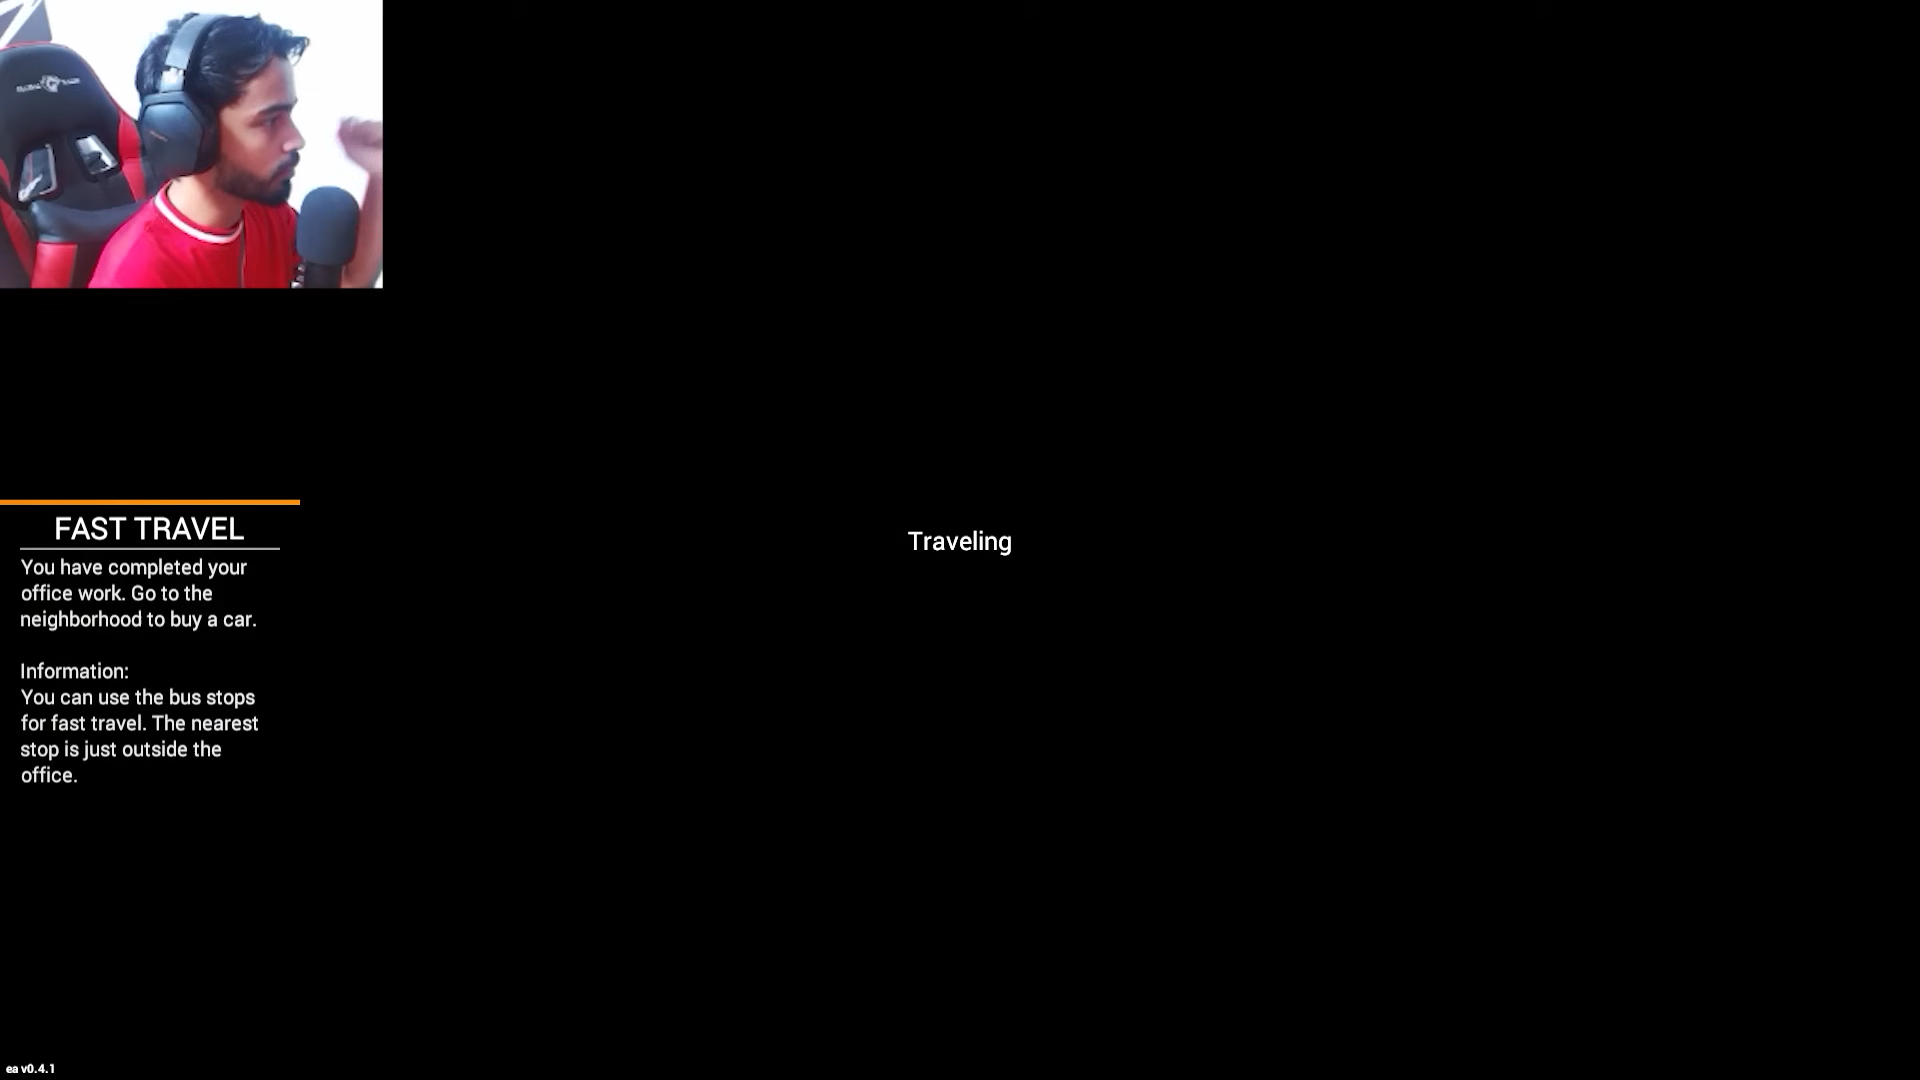 FAST TRAVEL
You have completed your
office work. Go to the
neighborhood to buy a car.
Information:
You can use the bus stops
for fast travel. The nearest
stop is just outside the
office.
Traveling
ea v0.4.1